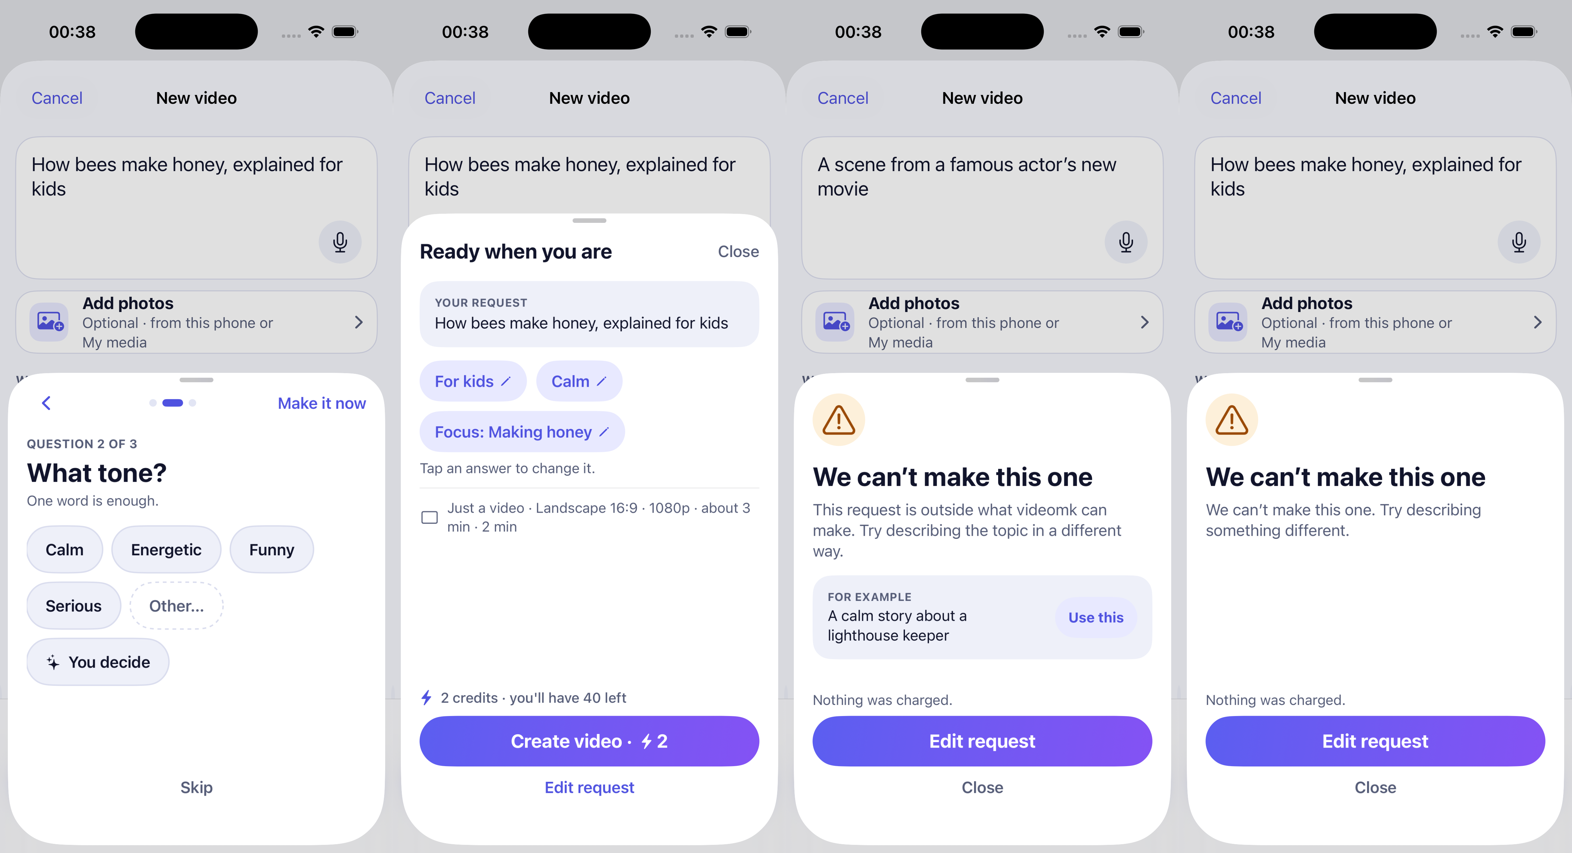 00:38
Cancel
New video
How bees make honey, explained for
kids
Add photos
Optional · from this phone or
My media
Make it now
QUESTION 2 OF 3
What tone?
One word is enough.
Calm
Energetic
Funny
Serious
Other...
You decide
Skip
00:38
Cancel
New video
How bees make honey, explained for
kids
Ready when you are
Close
YOUR REQUEST
How bees make honey, explained for kids
For kids
Calm
Focus: Making honey
Tap an answer to change it.
Just a video · Landscape 16:9 · 1080p · about 3
min · 2 min
2 credits · you'll have 40 left
Create video · 2
Edit request
00:38
Cancel
New video
A scene from a famous actor’s new
movie
Add photos
Optional · from this phone or
My media
We can’t make this one
This request is outside what videomk can
make. Try describing the topic in a different
way.
FOR EXAMPLE
A calm story about a
lighthouse keeper
Use this
Nothing was charged.
Edit request
Close
00:38
Cancel
New video
How bees make honey, explained for
kids
Add photos
Optional · from this phone or
My media
We can’t make this one
We can’t make this one. Try describing
something different.
Nothing was charged.
Edit request
Close